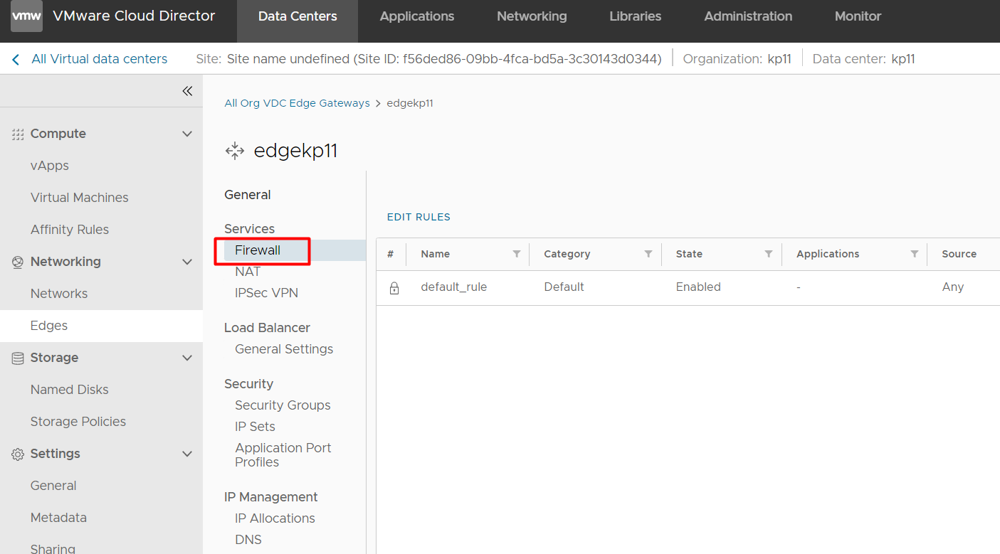 vmw VMware Cloud Director Data Centers Applications Networking Libraries Administration Monitor
All Virtual data centers Site: Site name undefined (Site ID: f56ded86-09bb-4fca-bd5a-3c30143d0344) Organization: kp11 Data center: kp11
Compute
vApps
Virtual Machines
Affinity Rules
Networking
Networks
Edges
Storage
Named Disks
Storage Policies
Settings
General
Metadata
Sharing
All Org VDC Edge Gateways > edgekp11
edgekp11
General
Services
Firewall
NAT
IPSec VPN
Load Balancer
General Settings
Security
Security Groups
IP Sets
Application Port
Profiles
IP Management
IP Allocations
DNS
EDIT RULES
# Name Category State Applications Source
default_rule Default Enabled - Any